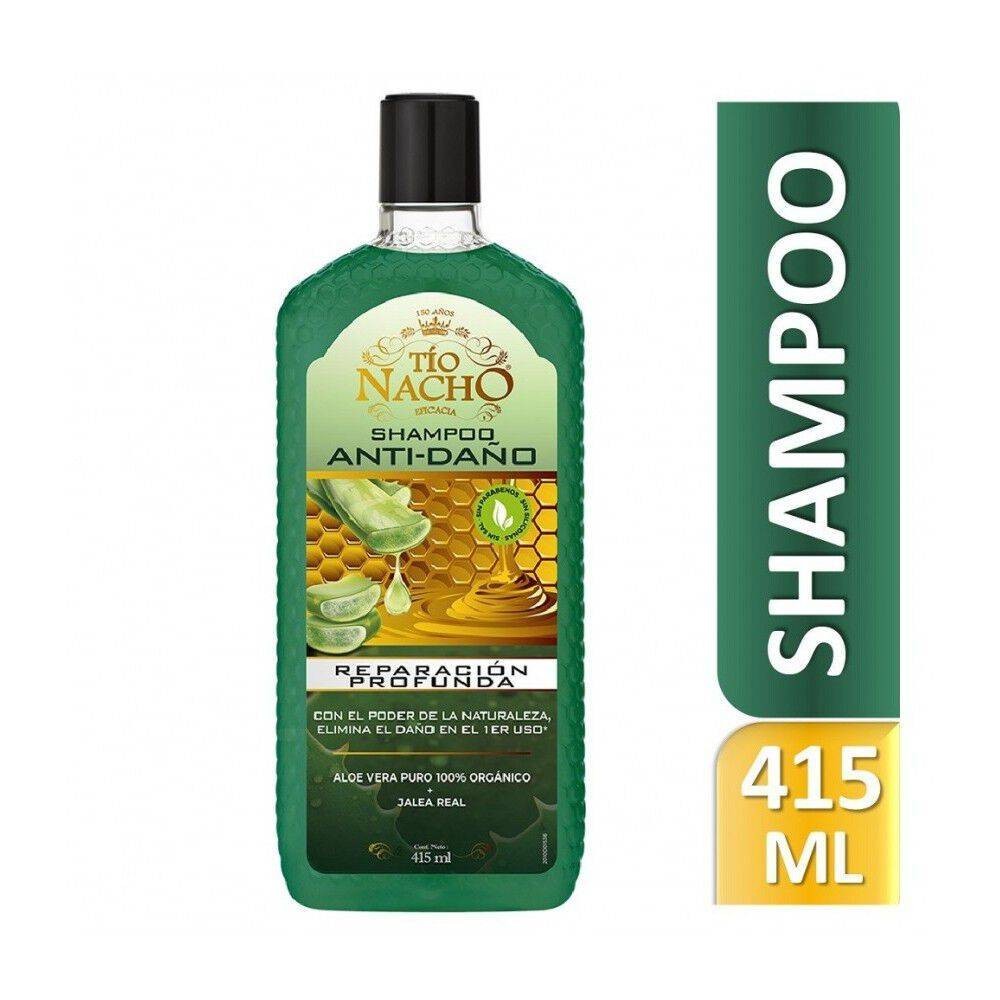 150 AÑOS
TÍO
NACHO®
EFICACIA
SHAMPOO
ANTI-DAÑO
SIN SAL · SIN PARABENOS · SIN SILICONAS
REPARACIÓN
PROFUNDA
CON EL PODER DE LA NATURALEZA,
ELIMINA EL DAÑO EN EL 1ER USO*
ALOE VERA PURO 100% ORGÁNICO
+
JALEA REAL
Cont. Neto:
415 ml
SHAMPOO
415
ML